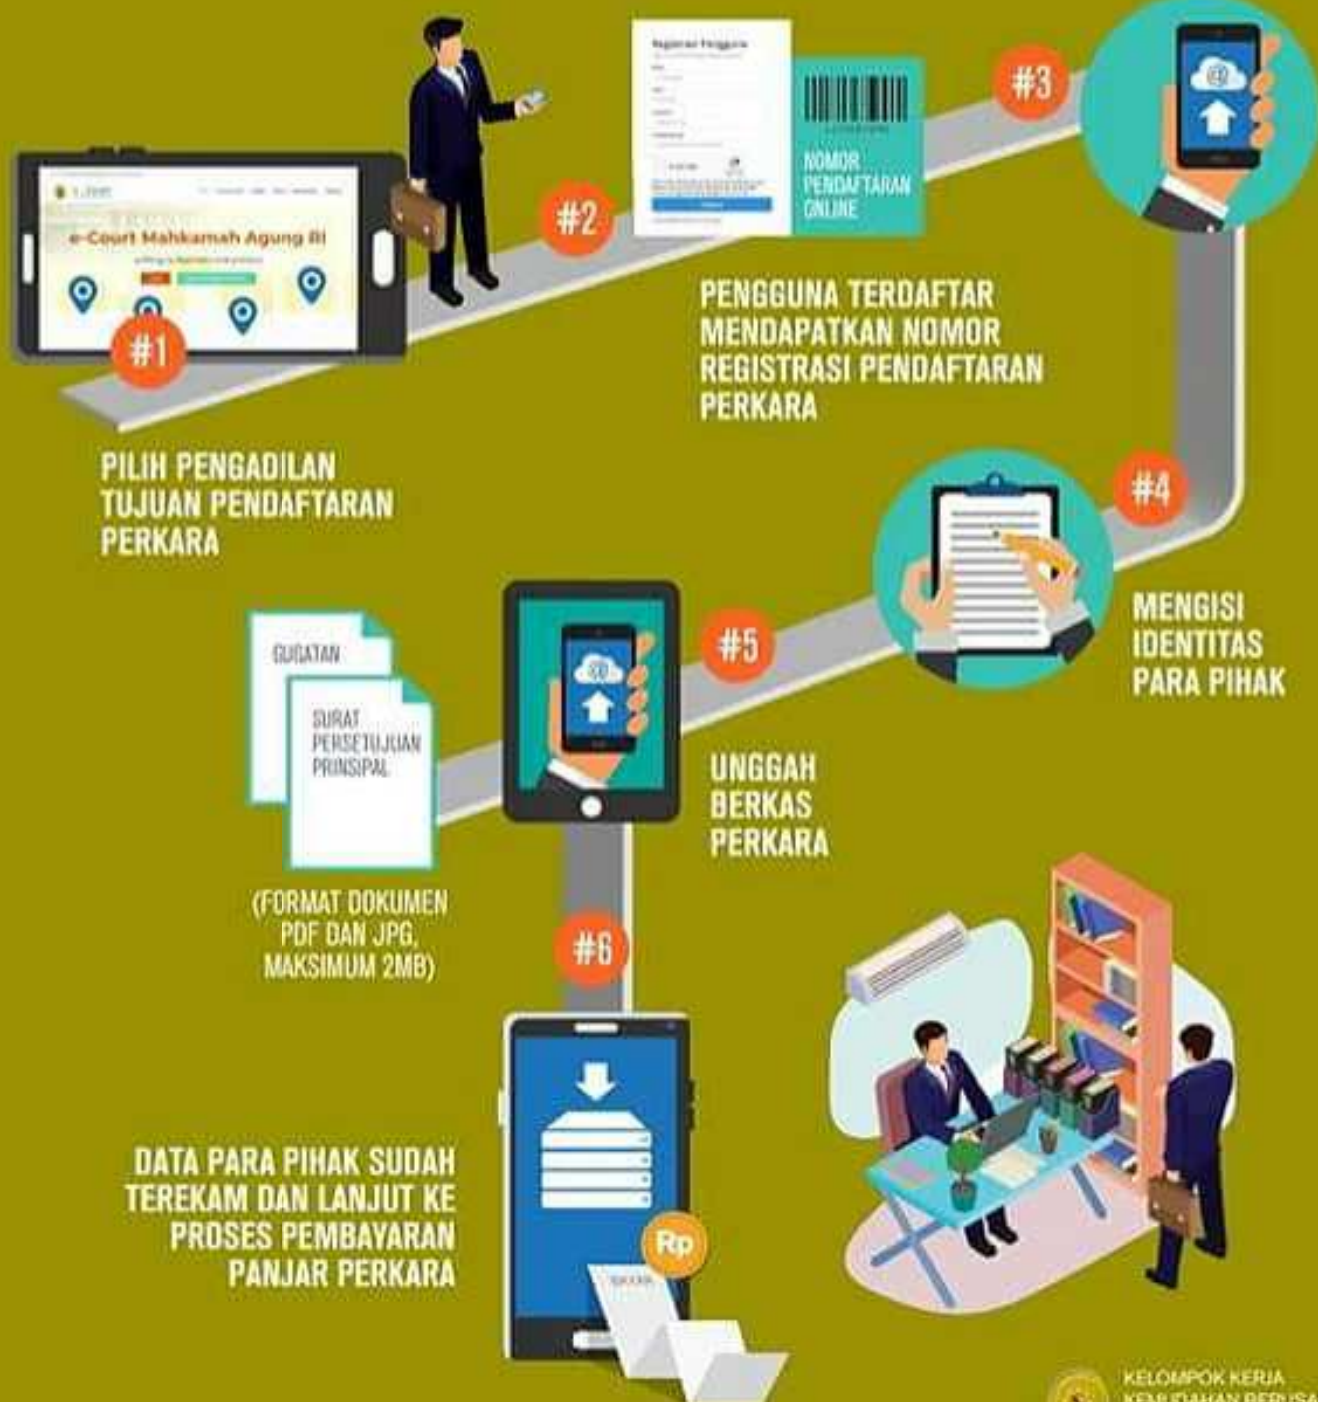 e-Court Mahkamah Agung RI
#1
PILIH PENGADILAN
TUJUAN PENDAFTARAN
PERKARA
#2
Registrasi Pengguna
NOMOR
PENDAFTARAN
ONLINE
PENGGUNA TERDAFTAR
MENDAPATKAN NOMOR
REGISTRASI PENDAFTARAN
PERKARA
#3
@
#4
MENGISI
IDENTITAS
PARA PIHAK
#5
@
UNGGAH
BERKAS
PERKARA
GUGATAN
SURAT
PERSETUJUAN
PRINSIPAL
(FORMAT DOKUMEN
PDF DAN JPG,
MAKSIMUM 2MB)
#6
DATA PARA PIHAK SUDAH
TEREKAM DAN LANJUT KE
PROSES PEMBAYARAN
PANJAR PERKARA
Rp
KELOMPOK KERJA
KEMUDAHAN